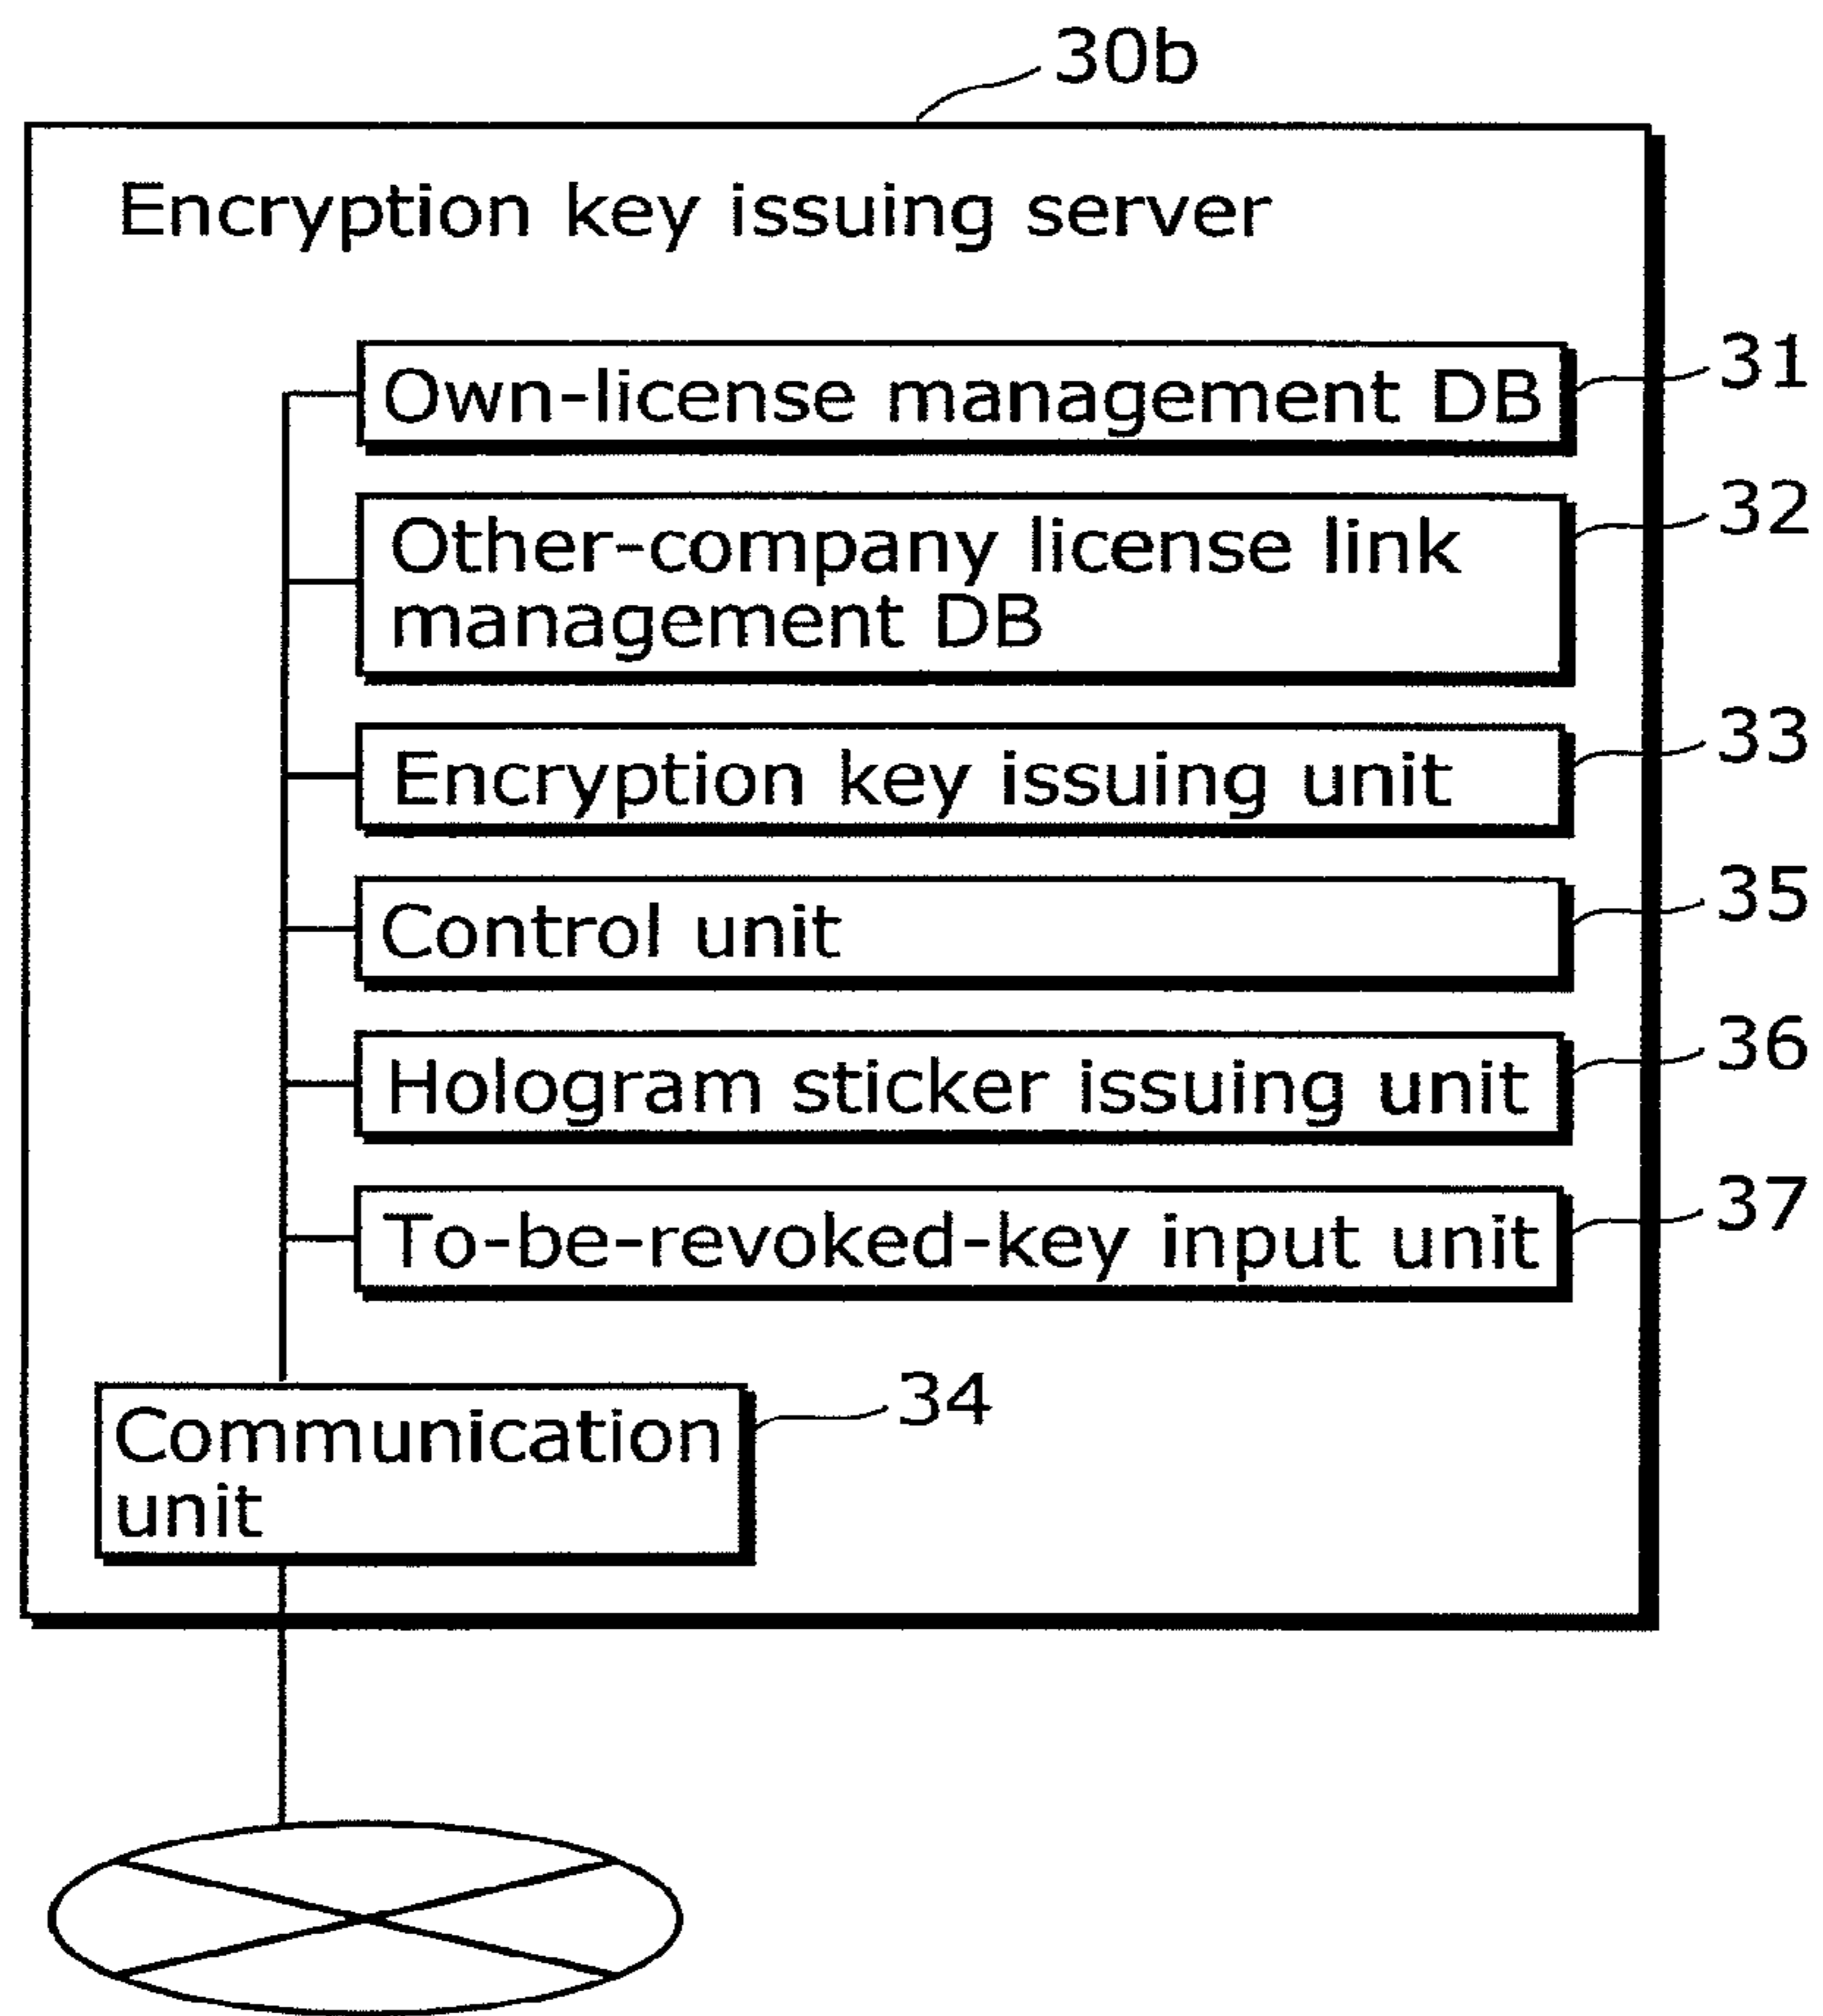 30b
Encryption key issuing server
Own-license management DB
31
Other-company license link
management DB
32
Encryption key issuing unit
33
Control unit
35
Hologram sticker issuing unit
36
To-be-revoked-key input unit
37
Communication
unit
34